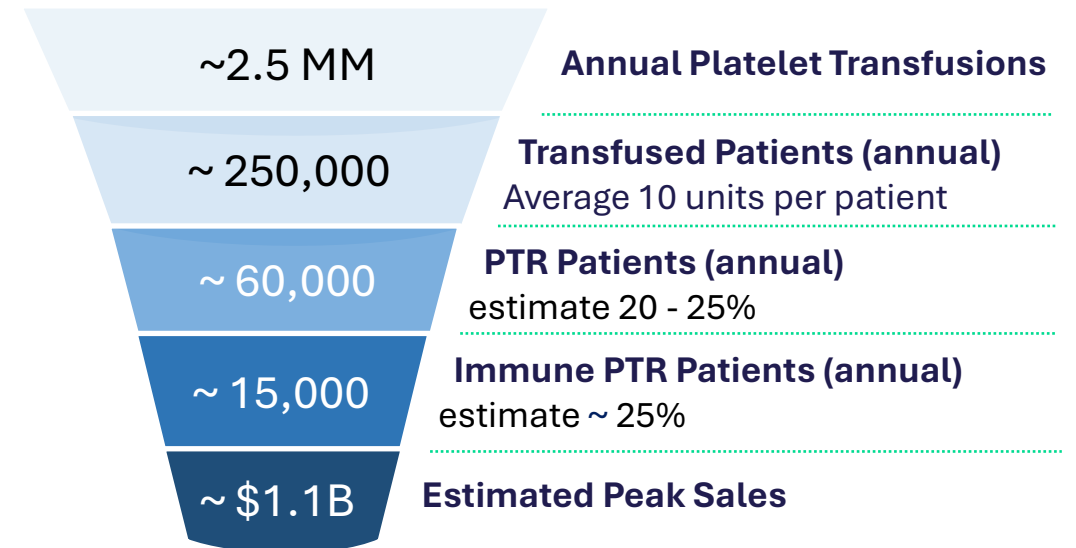 ~2.5 MM
Annual Platelet Transfusions
~ 250,000
Transfused Patients (annual)
Average 10 units per patient
~ 60,000
PTR Patients (annual)
estimate 20 - 25%
~ 15,000
Immune PTR Patients (annual)
estimate ~ 25%
~ $1.1B
Estimated Peak Sales